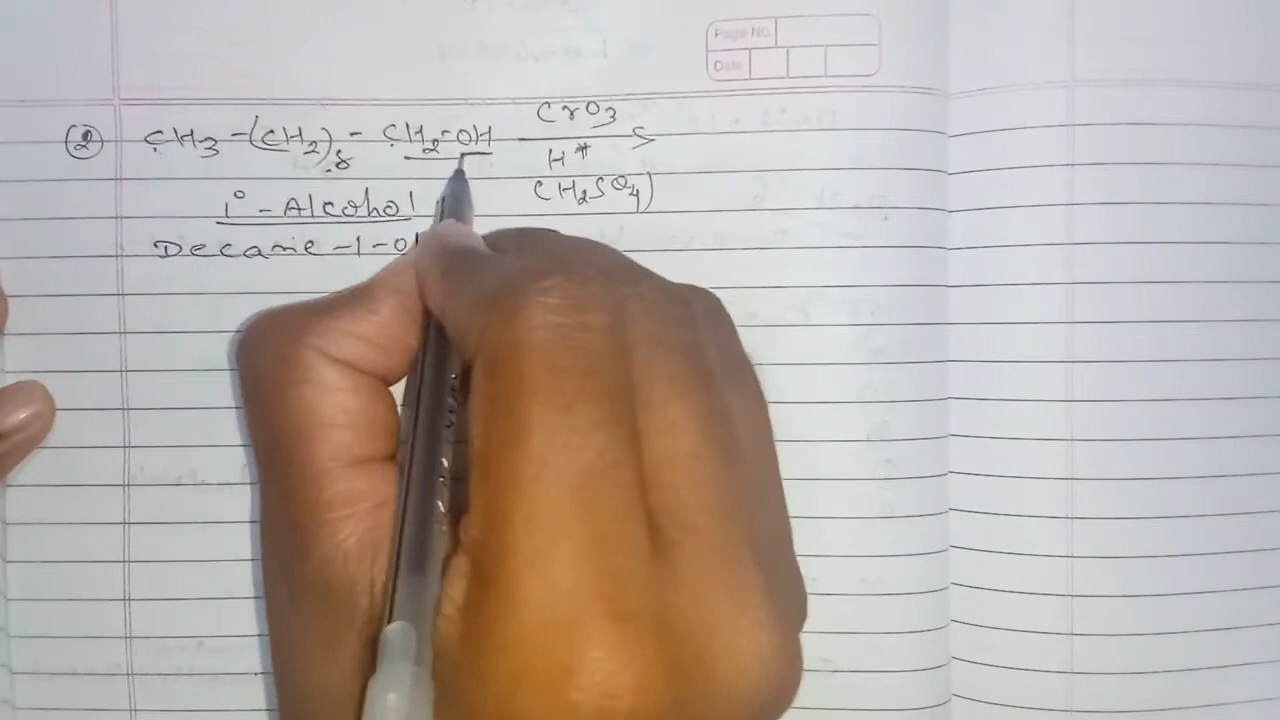 Page No.
Date
② CH3-(CH2)8-CH2-OH CrO3
H+
(H2SO4)
1°-Alcohol
Decane-1-ol